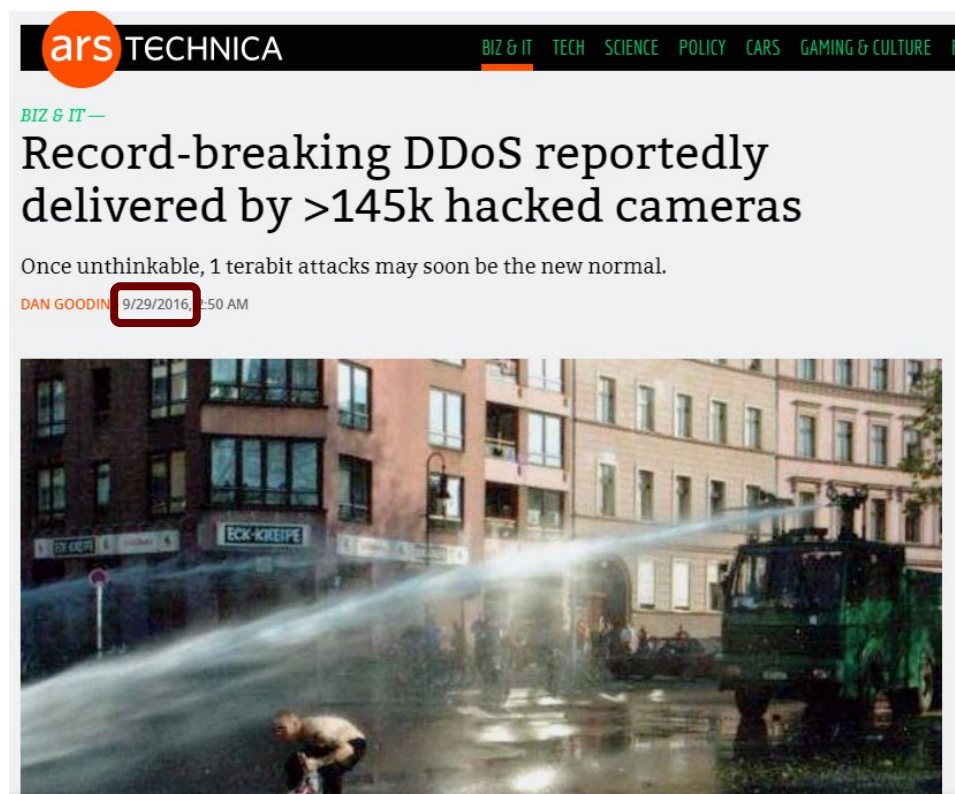 ars TECHNICA
BIZ & IT TECH SCIENCE POLICY CARS GAMING & CULTURE
BIZ & IT —
Record-breaking DDoS reportedly
delivered by >145k hacked cameras
Once unthinkable, 1 terabit attacks may soon be the new normal.
DAN GOODIN 9/29/2016, 2:50 AM
ECK-KNEIPE